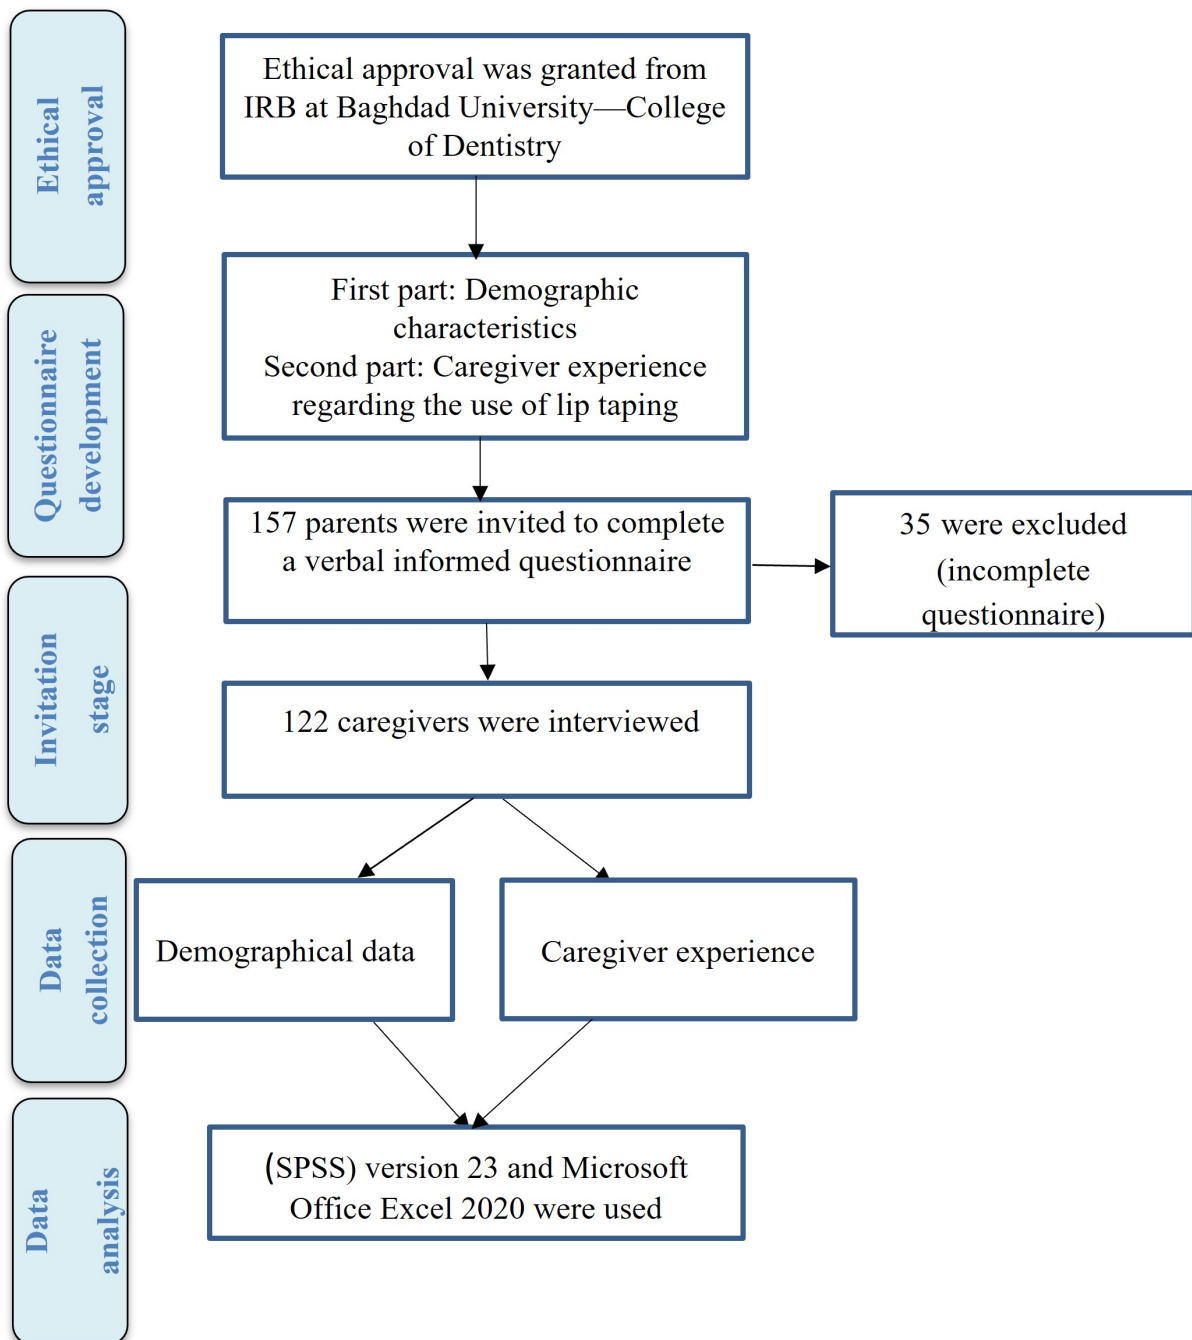 Ethical
approval
Ethical approval was granted from
IRB at Baghdad University—College
of Dentistry
Questionnaire
development
First part: Demographic
characteristics
Second part: Caregiver experience
regarding the use of lip taping
157 parents were invited to complete
a verbal informed questionnaire
35 were excluded
(incomplete
questionnaire)
Invitation
stage
122 caregivers were interviewed
Data
collection
Demographical data
Caregiver experience
Data
analysis
(SPSS) version 23 and Microsoft
Office Excel 2020 were used